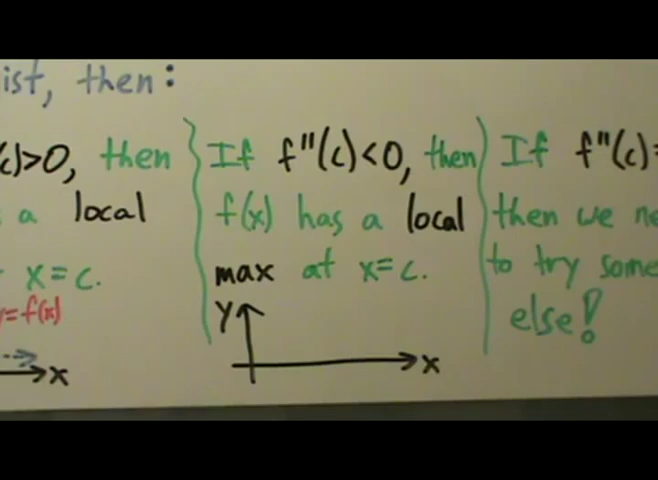 ist, then:
(c)>0, then
a local
x=c.
y=f(x)
x
If f"(c)<0, then
f(x) has a local
max at x=c.
Y
x
If f"(c)=
then we ne
to try some
else!